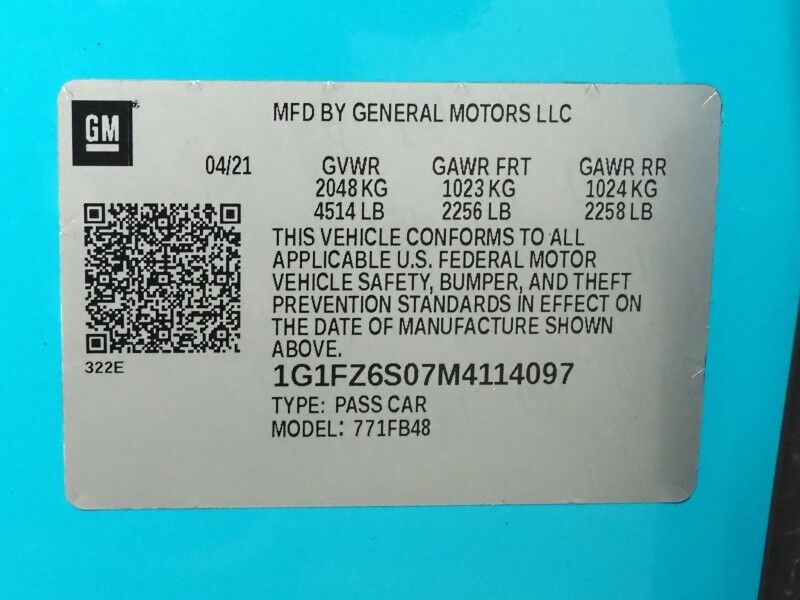 GM
MFD BY GENERAL MOTORS LLC
04/21 GVWR GAWR FRT GAWR RR
2048 KG 1023 KG 1024 KG
4514 LB 2256 LB 2258 LB
THIS VEHICLE CONFORMS TO ALL
APPLICABLE U.S. FEDERAL MOTOR
VEHICLE SAFETY, BUMPER, AND THEFT
PREVENTION STANDARDS IN EFFECT ON
THE DATE OF MANUFACTURE SHOWN
ABOVE.
322E
1G1FZ6S07M4114097
TYPE: PASS CAR
MODEL: 771FB48